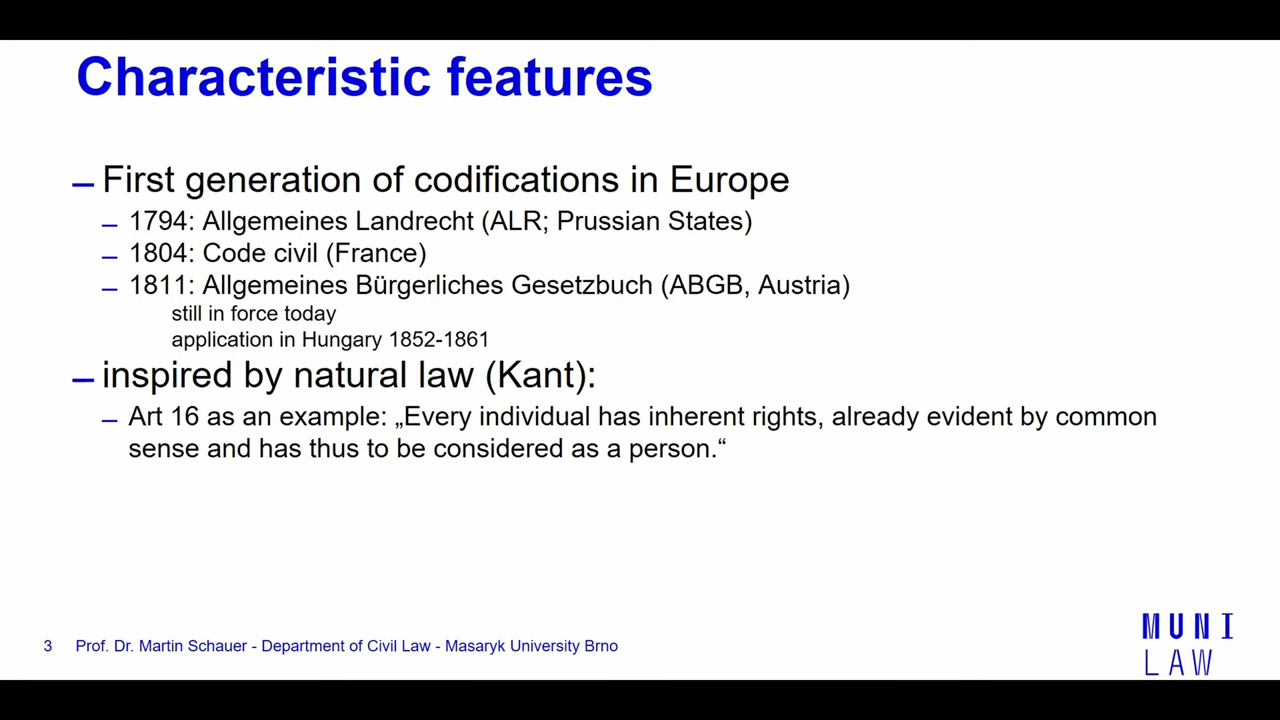 Characteristic features
– First generation of codifications in Europe
– 1794: Allgemeines Landrecht (ALR; Prussian States)
– 1804: Code civil (France)
– 1811: Allgemeines Bürgerliches Gesetzbuch (ABGB, Austria)
still in force today
application in Hungary 1852-1861
– inspired by natural law (Kant):
– Art 16 as an example: „Every individual has inherent rights, already evident by common
sense and has thus to be considered as a person.“
3 Prof. Dr. Martin Schauer - Department of Civil Law - Masaryk University Brno
MUNI
LAW